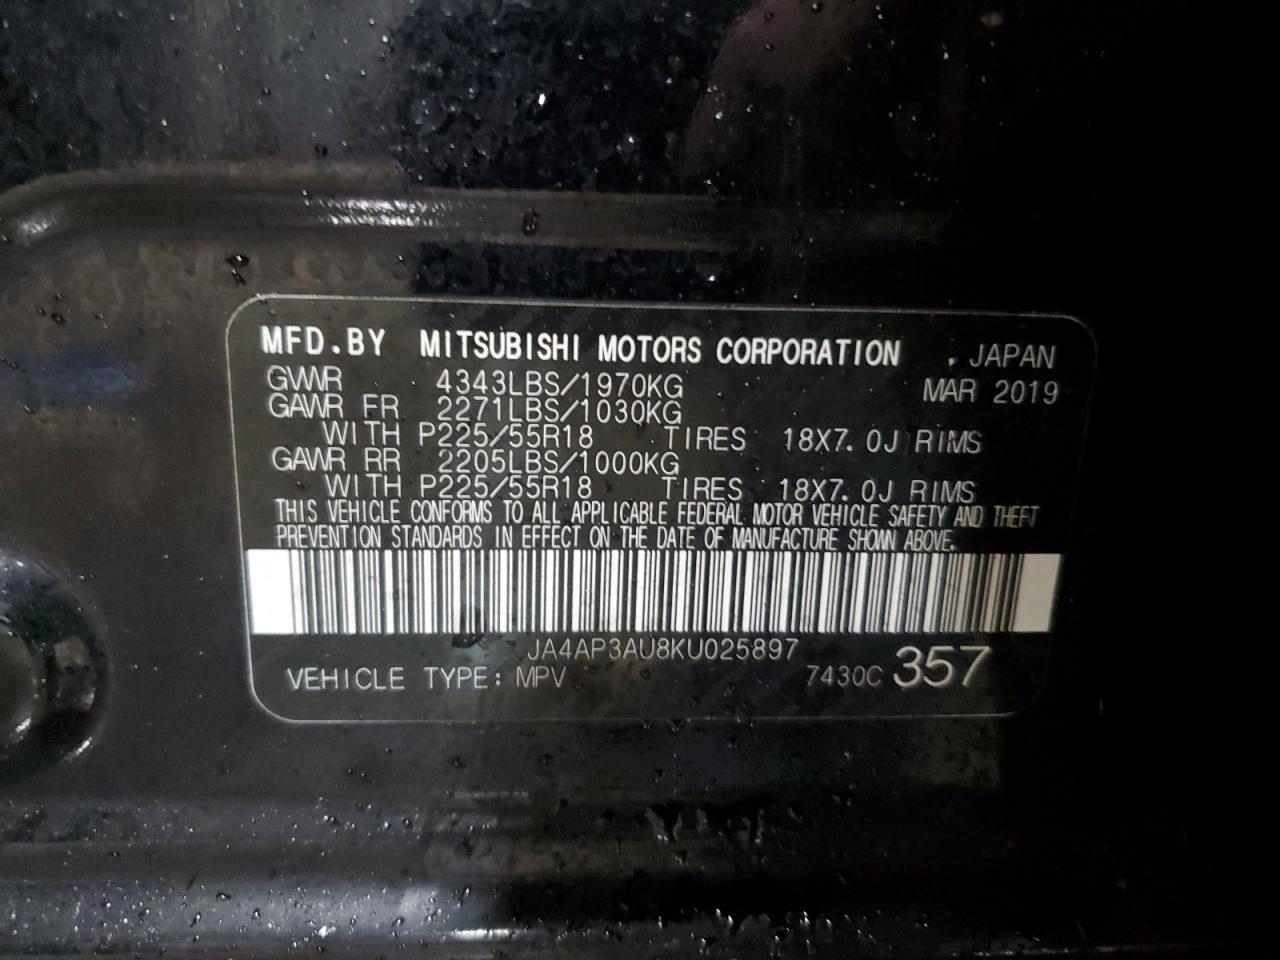 MFD.BY MITSUBISHI MOTORS CORPORATION , JAPAN
GVWR 4343LBS/1970KG MAR 2019
GAWR FR 2271LBS/1030KG
WITH P225/55R18 TIRES 18X7.0J RIMS
GAWR RR 2205LBS/1000KG
WITH P225/55R18 TIRES 18X7.0J RIMS
THIS VEHICLE CONFORMS TO ALL APPLICABLE FEDERAL MOTOR VEHICLE SAFETY AND THEFT
PREVENTION STANDARDS IN EFFECT ON THE DATE OF MANUFACTURE SHOWN ABOVE.
JA4AP3AU8KU025897
VEHICLE TYPE: MPV 7430C 357